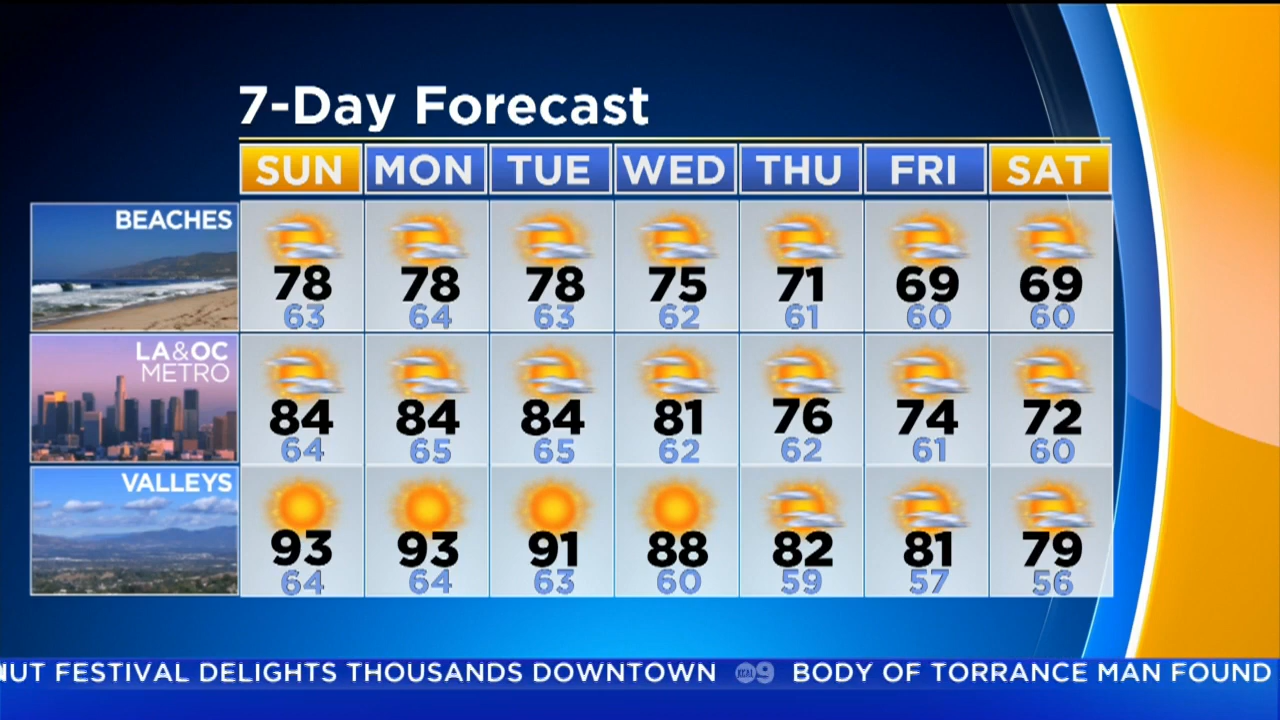 7-Day Forecast
SUN MON TUE WED THU FRI SAT
BEACHES
78 78 78 75 71 69 69
63 64 63 62 61 60 60
LA&OC
METRO
84 84 84 81 76 74 72
64 65 65 62 62 61 60
VALLEYS
93 93 91 88 82 81 79
64 64 63 60 59 57 56
NUT FESTIVAL DELIGHTS THOUSANDS DOWNTOWN KCAL 9 BODY OF TORRANCE MAN FOUND